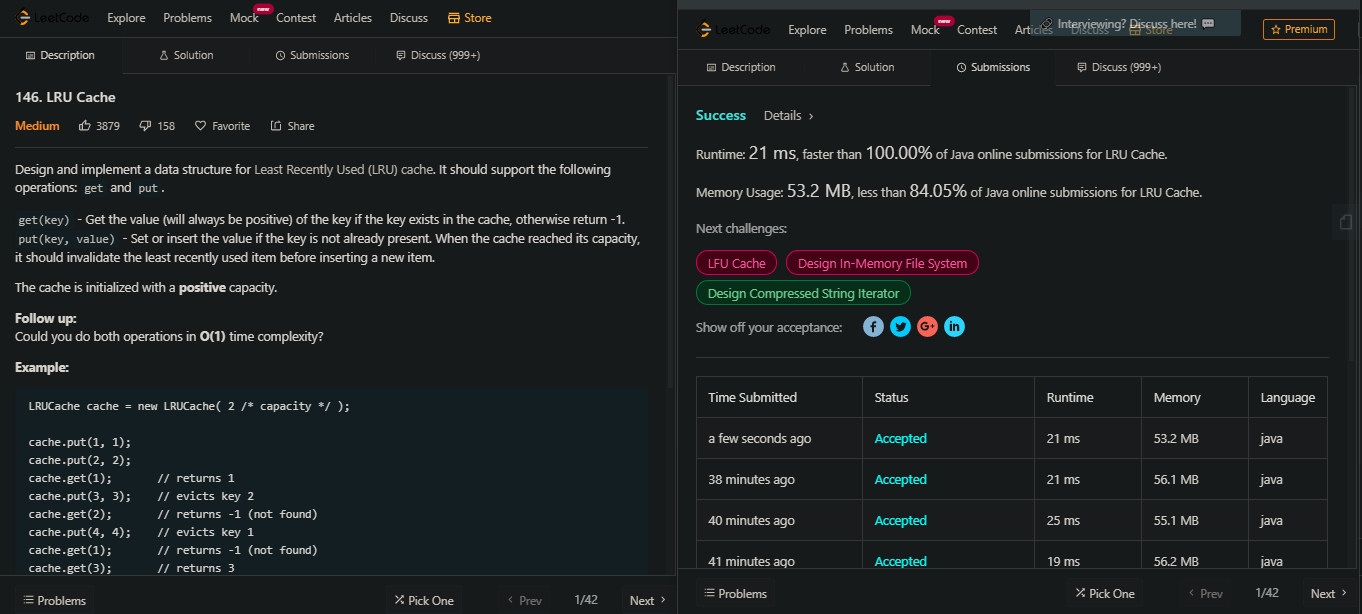 LeetCode Explore Problems Mock new Contest Articles Discuss Store
Description Solution Submissions Discuss (999+)
146. LRU Cache
Medium 3879 158 Favorite Share
Design and implement a data structure for Least Recently Used (LRU) cache. It should support the following
operations: get and put .
get(key) - Get the value (will always be positive) of the key if the key exists in the cache, otherwise return -1.
put(key, value) - Set or insert the value if the key is not already present. When the cache reached its capacity,
it should invalidate the least recently used item before inserting a new item.
The cache is initialized with a positive capacity.
Follow up:
Could you do both operations in O(1) time complexity?
Example:
LRUCache cache = new LRUCache( 2 /* capacity */ );
cache.put(1, 1);
cache.put(2, 2);
cache.get(1);       // returns 1
cache.put(3, 3);    // evicts key 2
cache.get(2);       // returns -1 (not found)
cache.put(4, 4);    // evicts key 1
cache.get(1);       // returns -1 (not found)
cache.get(3);       // returns 3
Problems Pick One < Prev 1/42 Next >
LeetCode Explore Problems Mock new Contest Articles Discuss Store Premium
Interviewing? Discuss here!
Description Solution Submissions Discuss (999+)
Success Details >
Runtime: 21 ms, faster than 100.00% of Java online submissions for LRU Cache.
Memory Usage: 53.2 MB, less than 84.05% of Java online submissions for LRU Cache.
Next challenges:
LFU Cache Design In-Memory File System
Design Compressed String Iterator
Show off your acceptance: f G+ in
Time Submitted Status Runtime Memory Language
a few seconds ago Accepted 21 ms 53.2 MB java
38 minutes ago Accepted 21 ms 56.1 MB java
40 minutes ago Accepted 25 ms 55.1 MB java
41 minutes ago Accepted 19 ms 56.2 MB java
Problems Pick One < Prev 1/42 Next >